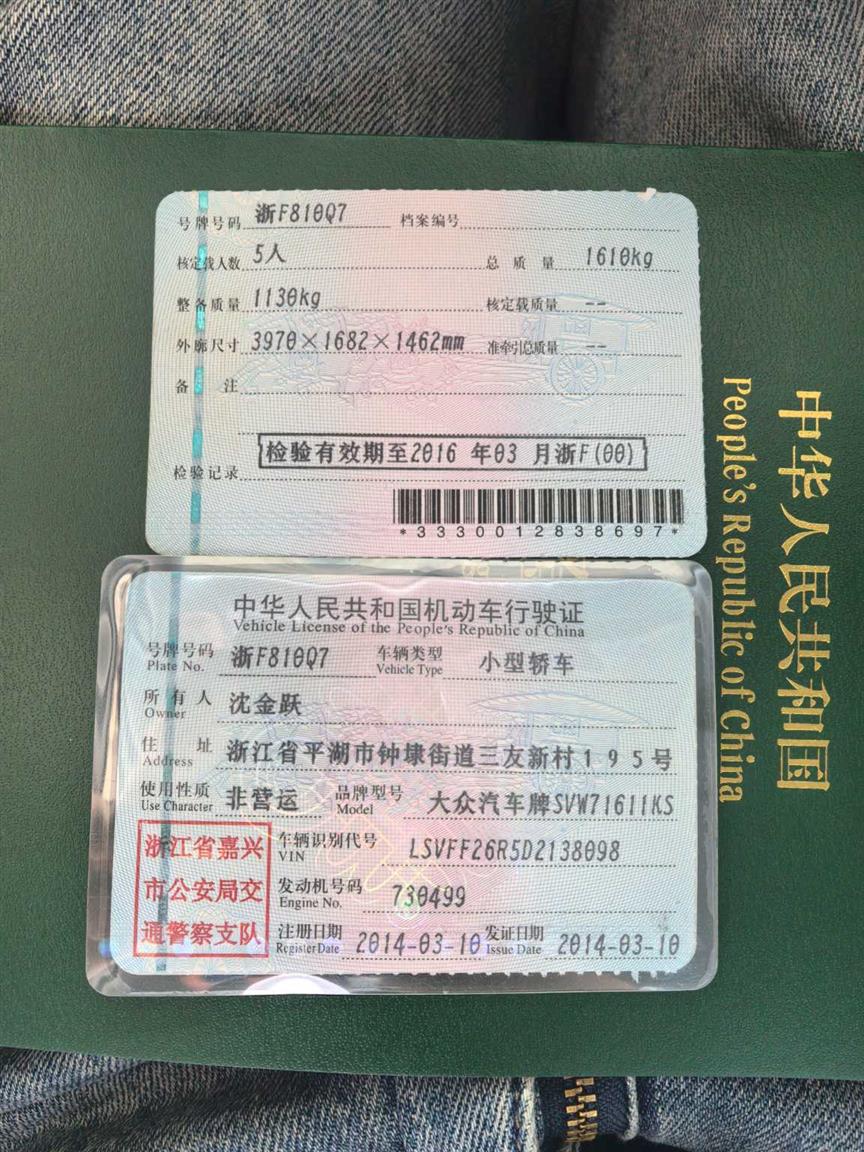 号牌号码 浙F810Q7 档案编号
核定载人数 5人 总质量 1610kg
整备质量 1130kg 核定载质量 --
外廓尺寸 3970×1682×1462mm 准牵引总质量 --
备注
检验记录 检验有效期至2016年03月浙F(00)
*3330012838697*
中华人民共和国机动车行驶证
Vehicle License of the People's Republic of China
号牌号码 浙F810Q7 车辆类型 小型轿车
Plate No. Vehicle Type
所有人 沈金跃
Owner
住址 浙江省平湖市钟埭街道三友新村195号
Address
使用性质 非营运 品牌型号 大众汽车牌SVW71611KS
Use Character Model
浙江省嘉兴
市公安局交
通警察支队
车辆识别代号 LSVFF26R5D2138098
VIN
发动机号码 730499
Engine No.
注册日期 2014-03-10 发证日期 2014-03-10
Register Date Issue Date
中华人民共和国
People's Republic of China